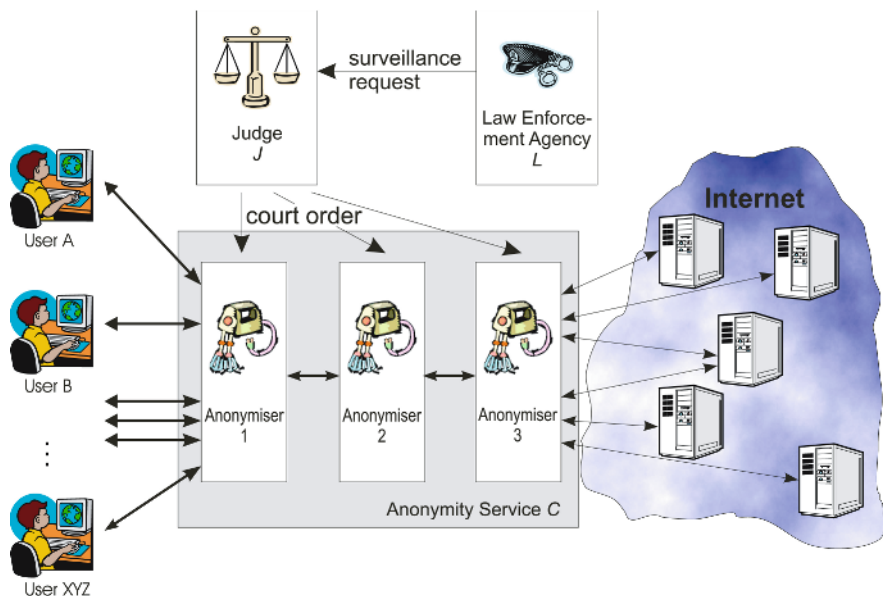 surveillance
request
Judge
J
Law Enforce-
ment Agency
L
Internet
court order
User A
User B
Anonymiser
1
Anonymiser
2
Anonymiser
3
⋮
Anonymity Service C
User XYZ